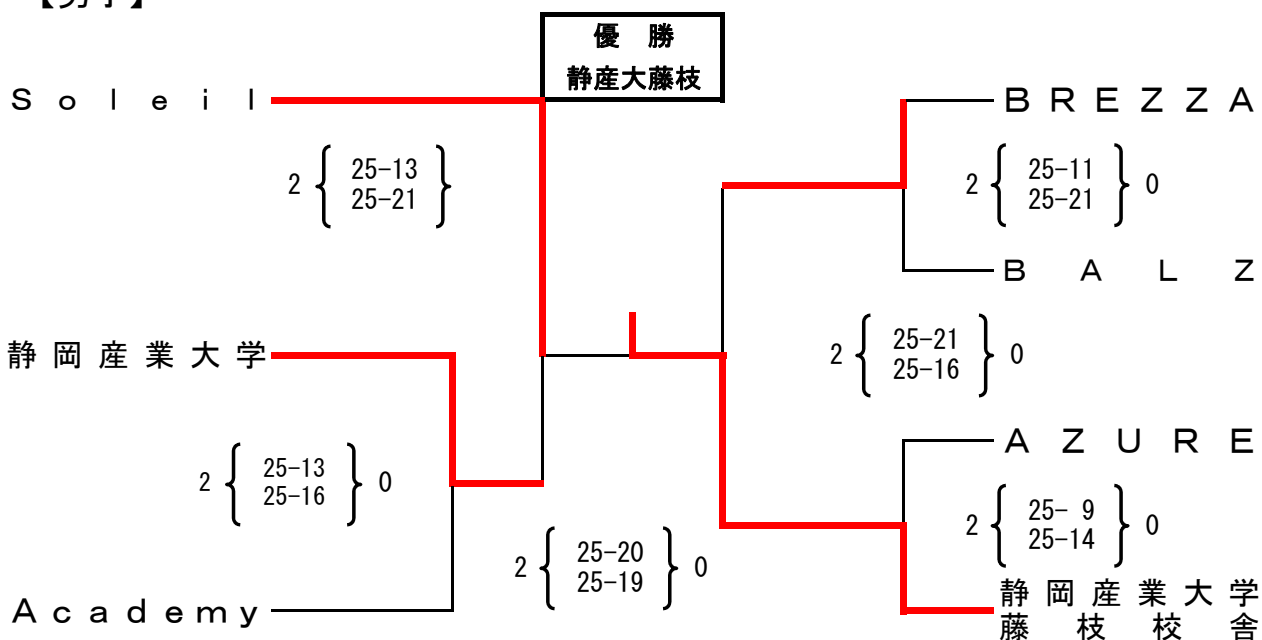 【男子】
優　勝
静産大藤枝
Ｓｏｌｅｉｌ
ＢＲＥＺＺＡ
2 { 25-13 }
25-21
2 { 25-11 } 0
25-21
ＢＡＬＺ
静岡産業大学
2 { 25-21 } 0
25-16
ＡＺＵＲＥ
2 { 25-13 } 0
25-16
2 { 25- 9 } 0
25-14
2 { 25-20 } 0
25-19
Ａｃａｄｅｍｙ
静岡産業大学
藤枝校舎